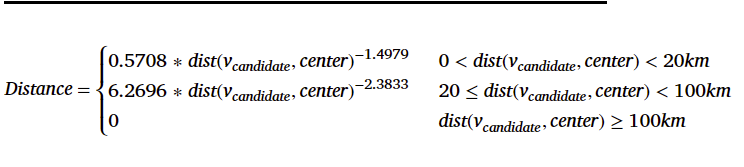 0.5708 * dist(v_candidate, center)^−1.4979 0 < dist(v_candidate, center) < 20km
Distance = { 6.2696 * dist(v_candidate, center)^−2.3833 20 ≤ dist(v_candidate, center) < 100km
0 dist(v_candidate, center) ≥ 100km